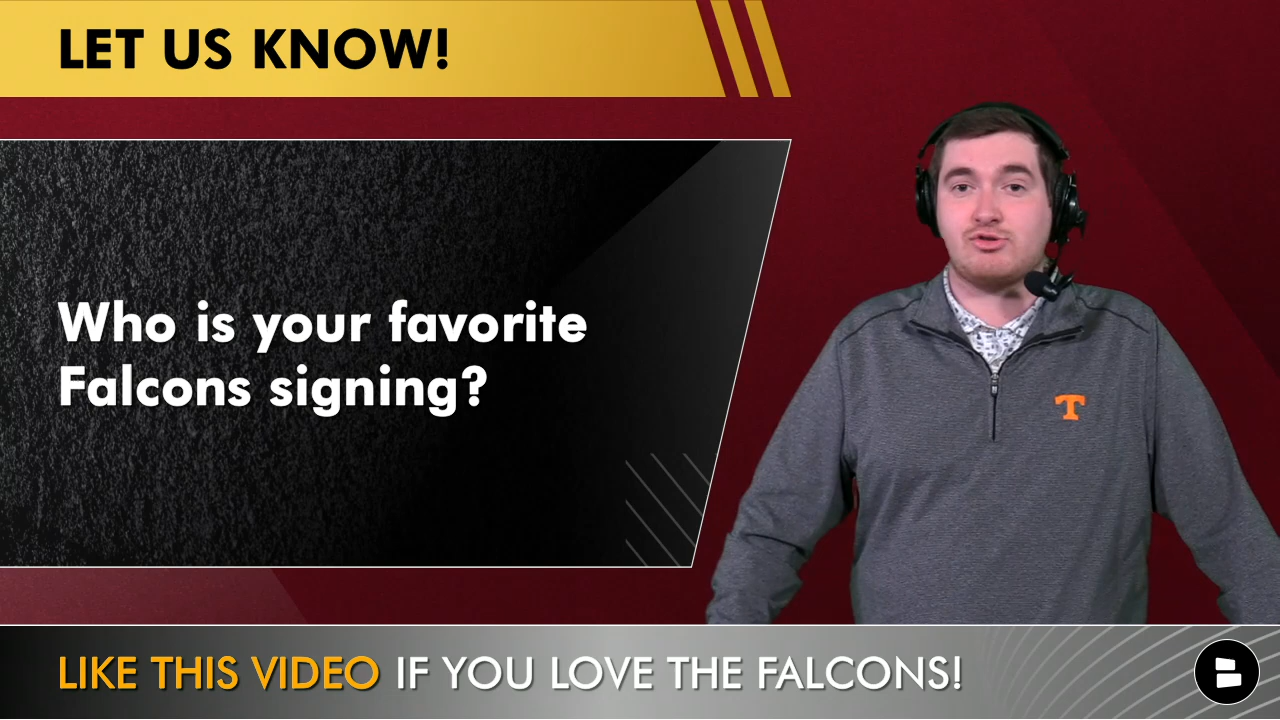 LET US KNOW!
Who is your favorite
Falcons signing?
T
LIKE THIS VIDEO IF YOU LOVE THE FALCONS!